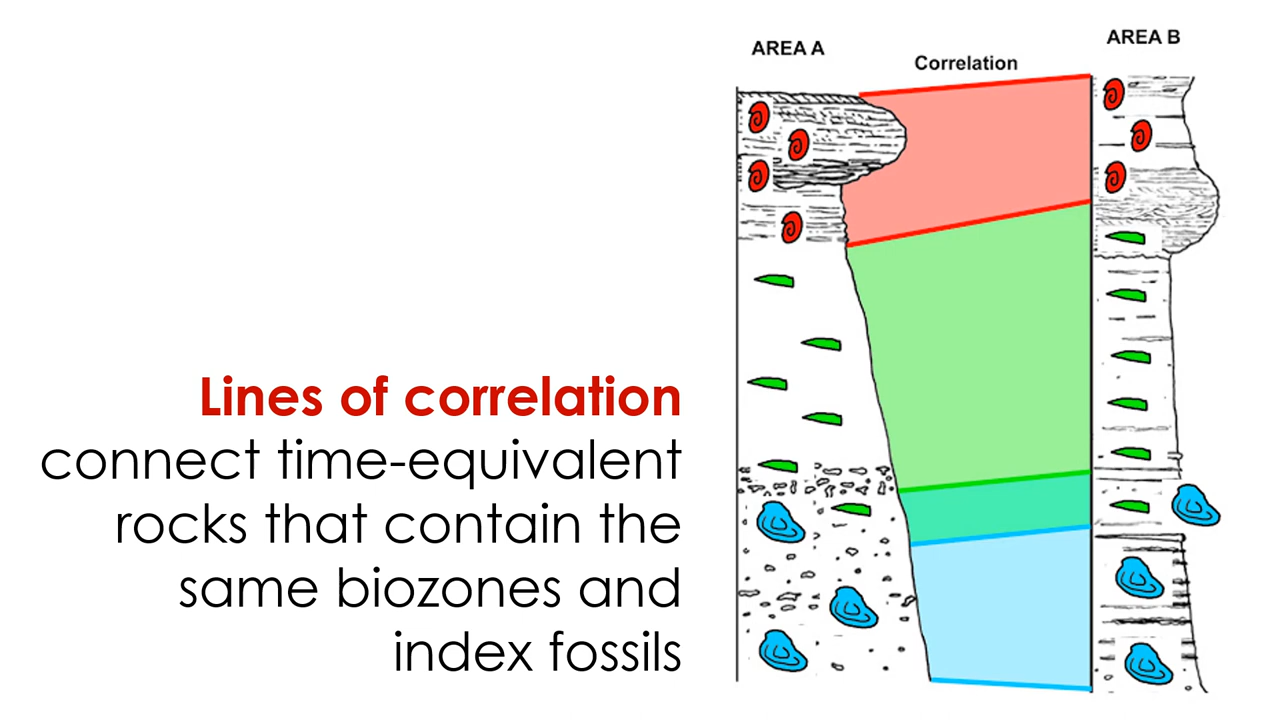 AREA A
Correlation
AREA B
Lines of correlation
connect time-equivalent
rocks that contain the
same biozones and
index fossils